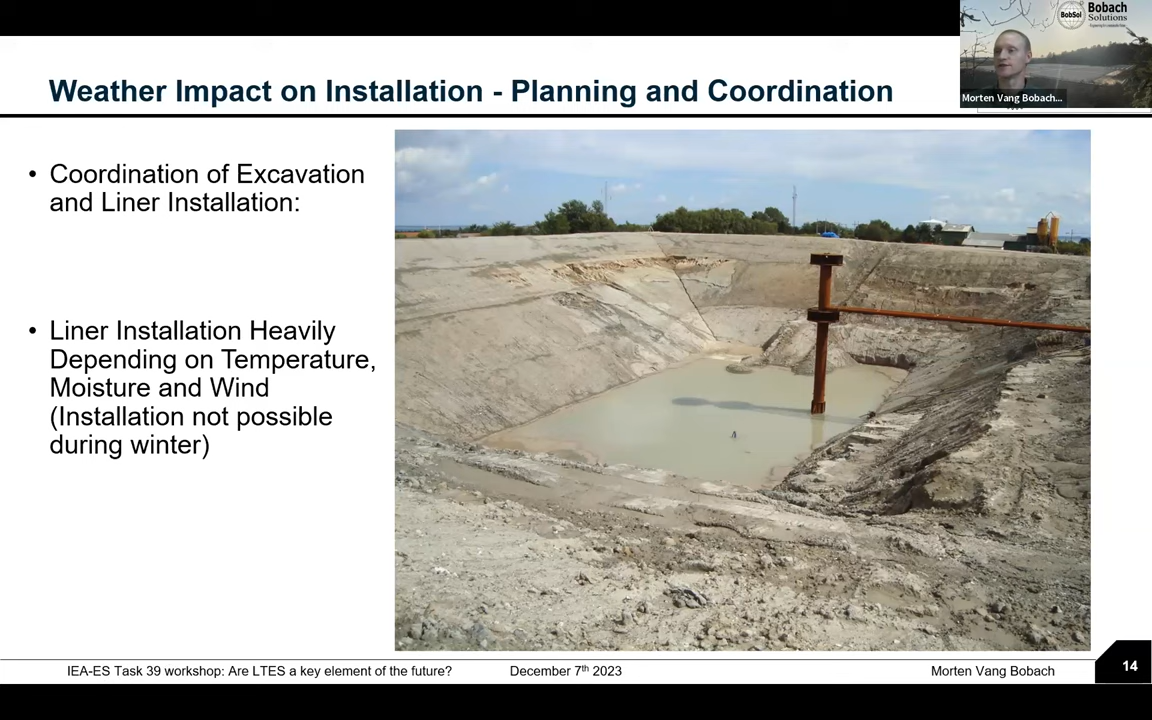 BobSol
Bobach
Solutions
Morten Vang Bobach...
Weather Impact on Installation - Planning and Coordination
• Coordination of Excavation
and Liner Installation:
• Liner Installation Heavily
Depending on Temperature,
Moisture and Wind
(Installation not possible
during winter)
IEA-ES Task 39 workshop: Are LTES a key element of the future?
December 7th 2023
Morten Vang Bobach
14